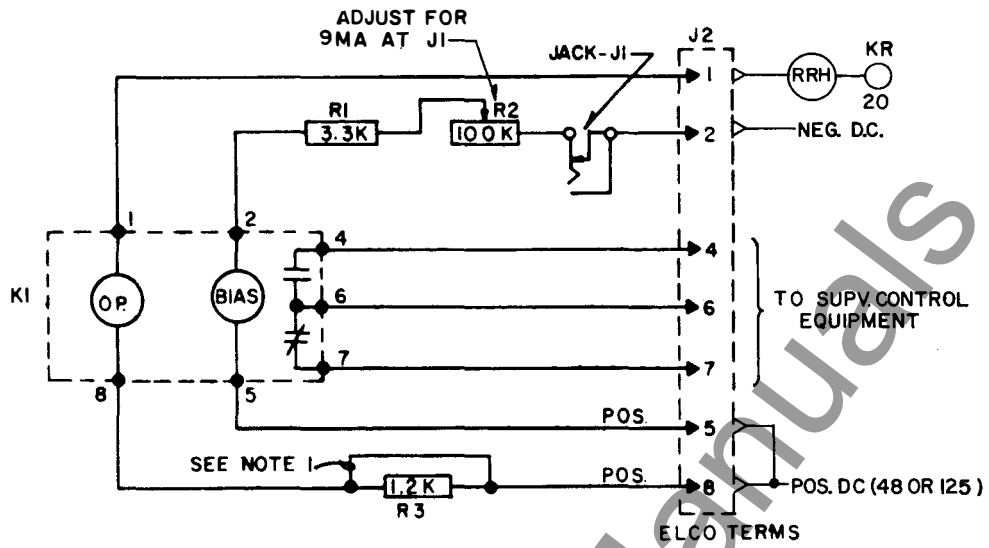 ADJUST FOR
9MA AT J1
JACK-J1
J2
KR
1
RRH
20
R1
3.3K
R2
100K
2
NEG. D.C.
1
2
4
4
K1
OP.
BIAS
6
6
TO SUPV. CONTROL
EQUIPMENT
7
7
8
5
POS.
5
SEE NOTE 1
1.2K
R3
POS.
8
POS. DC (48 OR 125)
ELCO TERMS
anuals